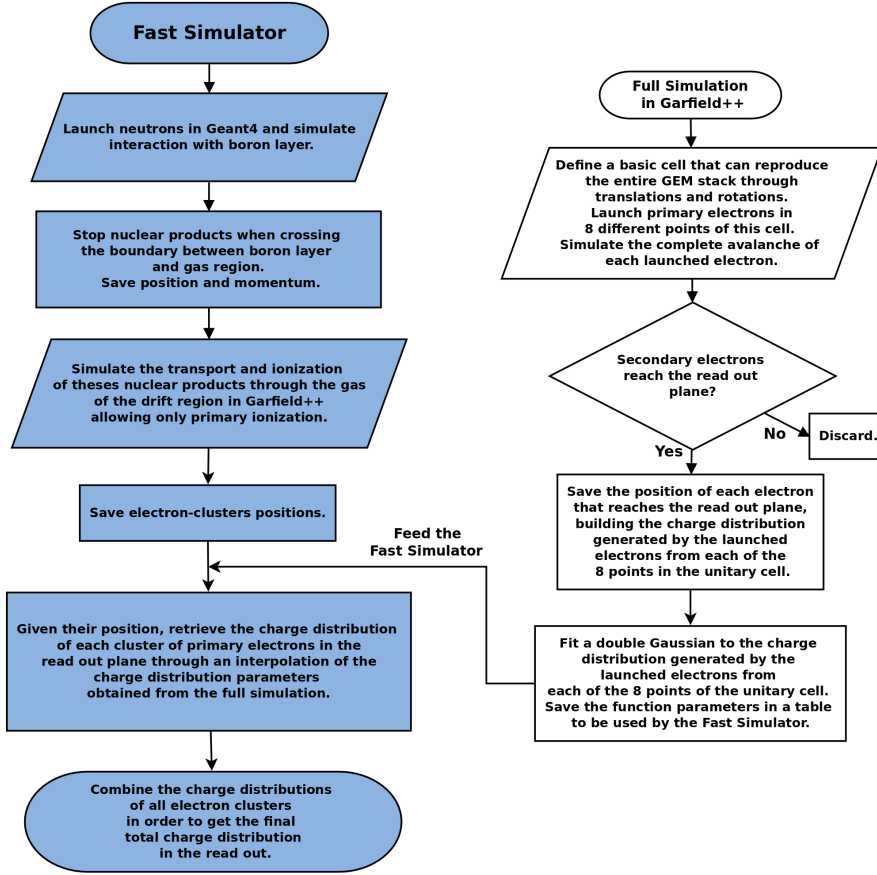 Fast Simulator
Launch neutrons in Geant4 and simulate
interaction with boron layer.
Stop nuclear products when crossing
the boundary between boron layer
and gas region.
Save position and momentum.
Simulate the transport and ionization
of theses nuclear products through the gas
of the drift region in Garfield++
allowing only primary ionization.
Save electron-clusters positions.
Given their position, retrieve the charge distribution
of each cluster of primary electrons in the
read out plane through an interpolation of the
charge distribution parameters
obtained from the full simulation.
Combine the charge distributions
of all electron clusters
in order to get the final
total charge distribution
in the read out.
Full Simulation
in Garfield++
Define a basic cell that can reproduce
the entire GEM stack through
translations and rotations.
Launch primary electrons in
8 different points of this cell.
Simulate the complete avalanche of
each launched electron.
Secondary electrons
reach the read out
plane?
No
Discard.
Yes
Save the position of each electron
that reaches the read out plane,
building the charge distribution
generated by the launched
electrons from each of the
8 points in the unitary cell.
Fit a double Gaussian to the charge
distribution generated by the
launched electrons from
each of the 8 points of the unitary cell.
Save the function parameters in a table
to be used by the Fast Simulator.
Feed the
Fast Simulator